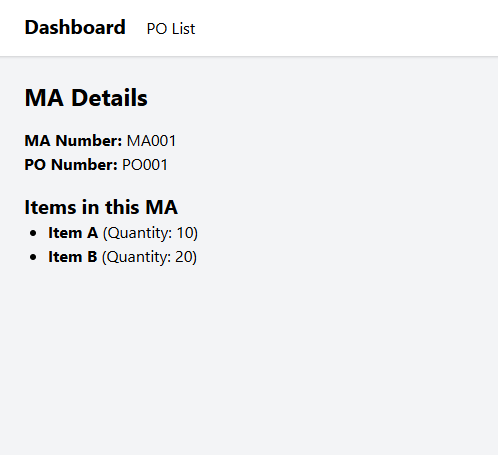 Dashboard PO List
MA Details
MA Number: MA001
PO Number: PO001
Items in this MA
• Item A (Quantity: 10)
• Item B (Quantity: 20)